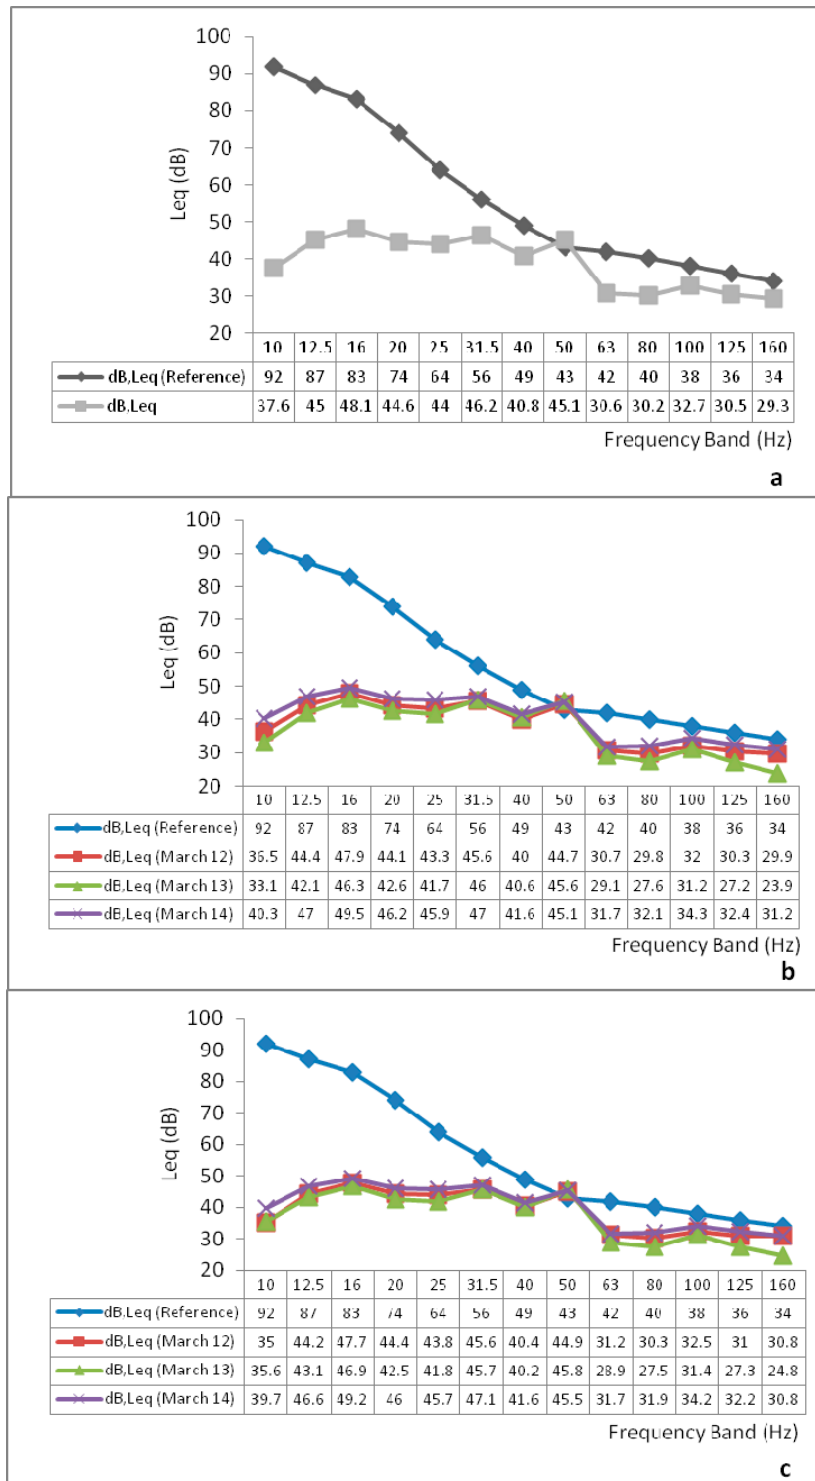 100
90
80
70
60
50
40
30
20
Leq (dB)
10 12.5 16 20 25 31.5 40 50 63 80 100 125 160
dB,Leq (Reference) 92 87 83 74 64 56 49 43 42 40 38 36 34
dB,Leq 37.6 45 48.1 44.6 44 46.2 40.8 45.1 30.6 30.2 32.7 30.5 29.3
Frequency Band (Hz)
a
100
90
80
70
60
50
40
30
20
Leq (dB)
10 12.5 16 20 25 31.5 40 50 63 80 100 125 160
dB,Leq (Reference) 92 87 83 74 64 56 49 43 42 40 38 36 34
dB,Leq (March 12) 36.5 44.4 47.9 44.1 43.3 45.6 40 44.7 30.7 29.8 32 30.3 29.9
dB,Leq (March 13) 33.1 42.1 46.3 42.6 41.7 46 40.6 45.6 29.1 27.6 31.2 27.2 23.9
dB,Leq (March 14) 40.3 47 49.5 46.2 45.9 47 41.6 45.1 31.7 32.1 34.3 32.4 31.2
Frequency Band (Hz)
b
100
90
80
70
60
50
40
30
20
Leq (dB)
10 12.5 16 20 25 31.5 40 50 63 80 100 125 160
dB,Leq (Reference) 92 87 83 74 64 56 49 43 42 40 38 36 34
dB,Leq (March 12) 35 44.2 47.7 44.4 43.8 45.6 40.4 44.9 31.2 30.3 32.5 31 30.8
dB,Leq (March 13) 35.6 43.1 46.9 42.5 41.8 45.7 40.2 45.8 28.9 27.5 31.4 27.3 24.8
dB,Leq (March 14) 39.7 46.6 49.2 46 45.7 47.1 41.6 45.5 31.7 31.9 34.2 32.2 30.8
Frequency Band (Hz)
c